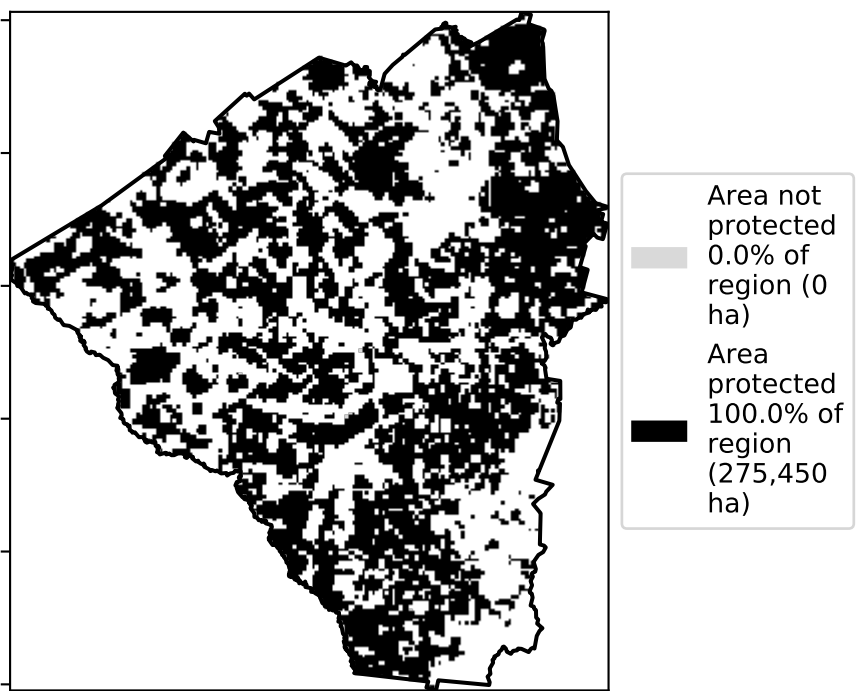 Area not
protected
0.0% of
region (0
ha)
Area
protected
100.0% of
region
(275,450
ha)